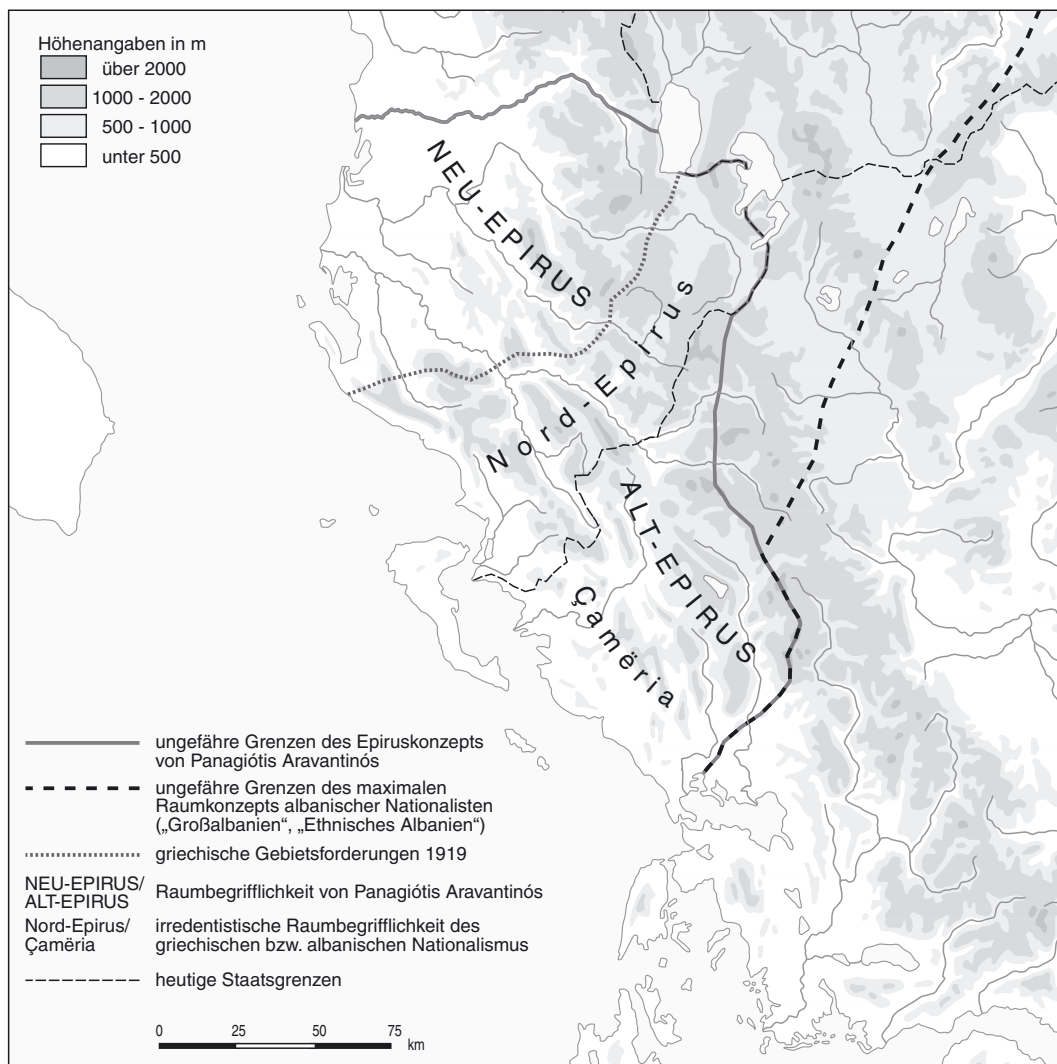 Höhenangaben in m
über 2000
1000 - 2000
500 - 1000
unter 500
NEU-EPIRUS
Nord-Epirus
ALT-EPIRUS
Çamëria
ungefähre Grenzen des Epiruskonzepts
von Panagiótis Aravantinós
ungefähre Grenzen des maximalen
Raumkonzepts albanischer Nationalisten
(„Großalbanien“, „Ethnisches Albanien“)
griechische Gebietsforderungen 1919
NEU-EPIRUS/
ALT-EPIRUS
Raumbegrifflichkeit von Panagiótis Aravantinós
Nord-Epirus/
Çamëria
irredentistische Raumbegrifflichkeit des
griechischen bzw. albanischen Nationalismus
heutige Staatsgrenzen
0 25 50 75
km